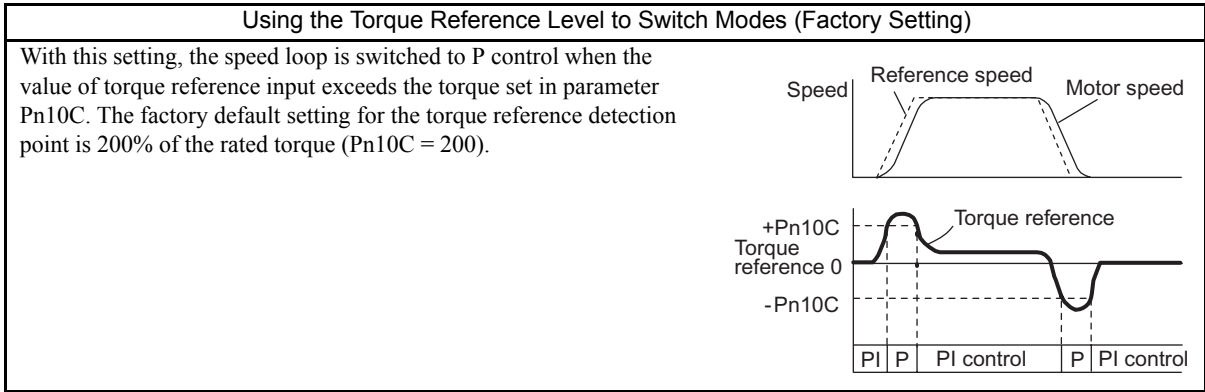 Using the Torque Reference Level to Switch Modes (Factory Setting)
With this setting, the speed loop is switched to P control when the
value of torque reference input exceeds the torque set in parameter
Pn10C. The factory default setting for the torque reference detection
point is 200% of the rated torque (Pn10C = 200).
Speed
Reference speed
Motor speed
+Pn10C
Torque
reference 0
-Pn10C
Torque reference
PI P PI control P PI control